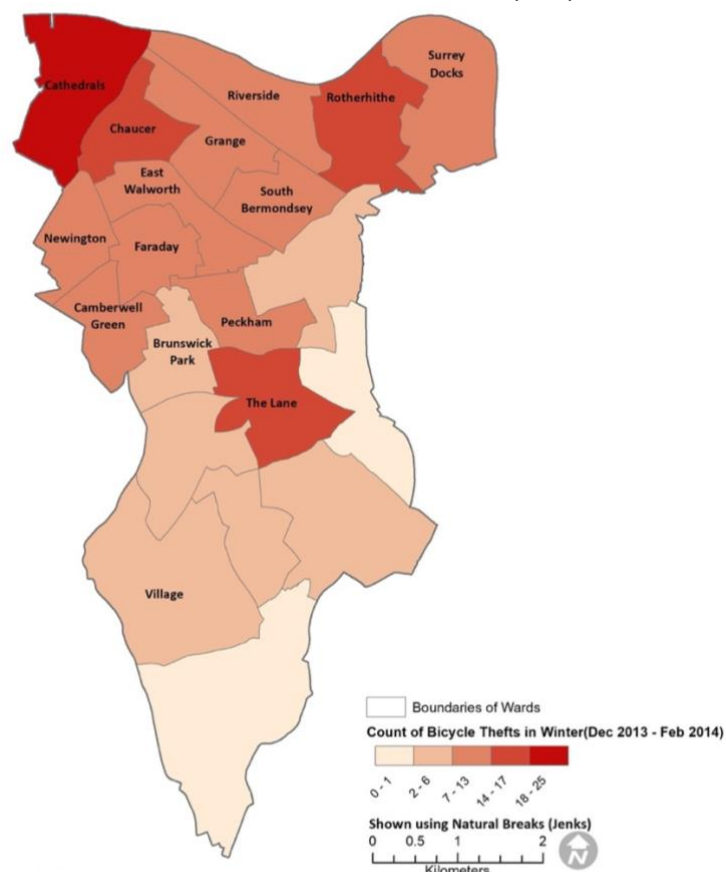 Cathedrals
Surrey
Docks
Riverside
Rotherhithe
Chaucer
Grange
East
Walworth
South
Bermondsey
Newington
Faraday
Camberwell
Green
Peckham
Brunswick
Park
The Lane
Village
Boundaries of Wards
Count of Bicycle Thefts in Winter(Dec 2013 - Feb 2014)
0 - 1
2 - 6
7 - 13
14 - 17
18 - 25
Shown using Natural Breaks (Jenks)
0 0.5 1 2
Kilometers
N